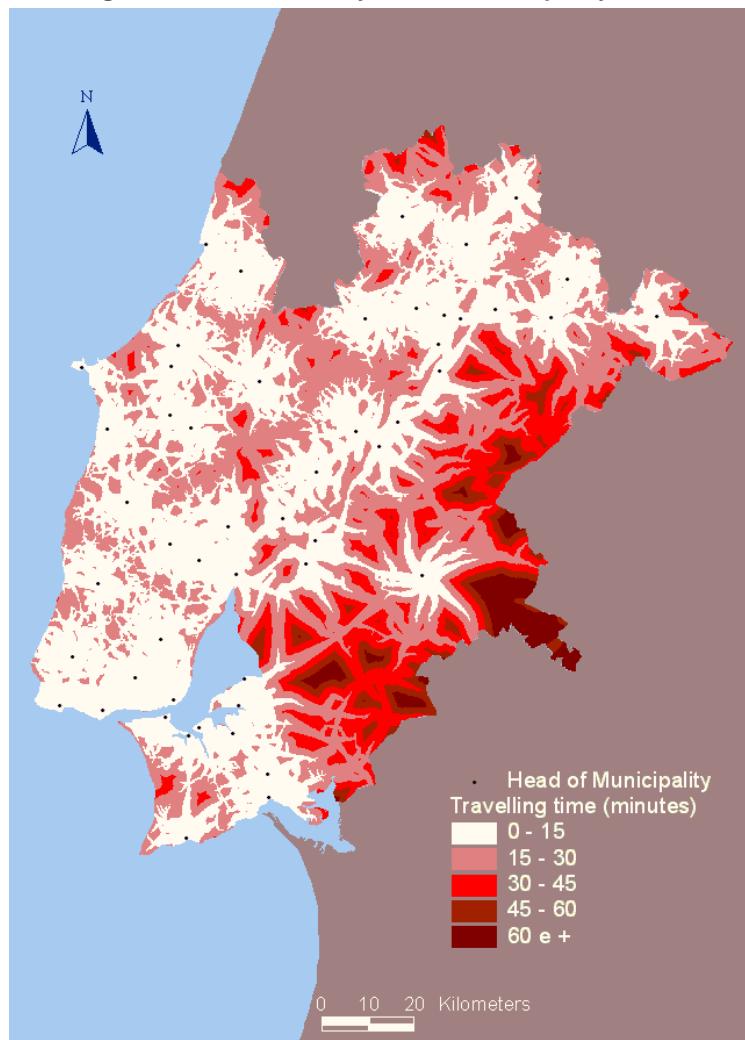 N
Head of Municipality
Travelling time (minutes)
0 - 15
15 - 30
30 - 45
45 - 60
60 e +
0 10 20 Kilometers